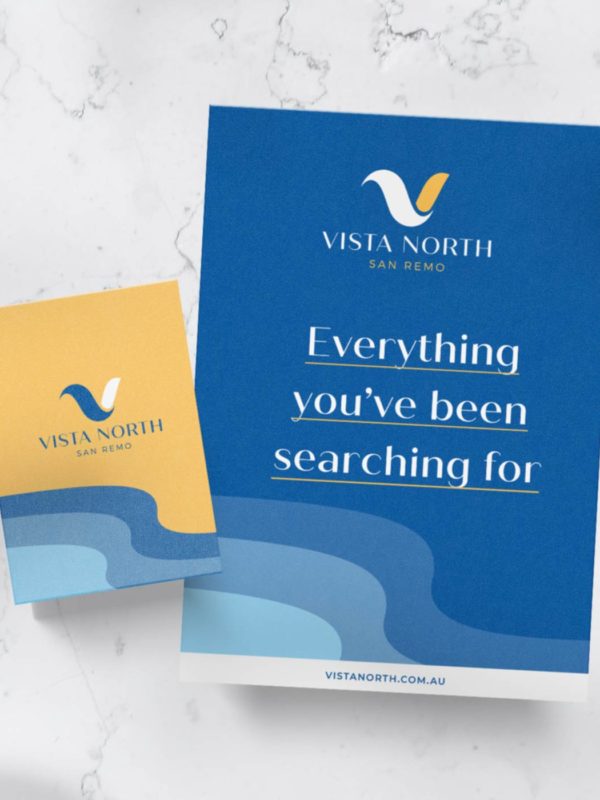 VISTA NORTH
SAN REMO
Everything
you've been
searching for
VISTANORTH.COM.AU
VISTA NORTH
SAN REMO